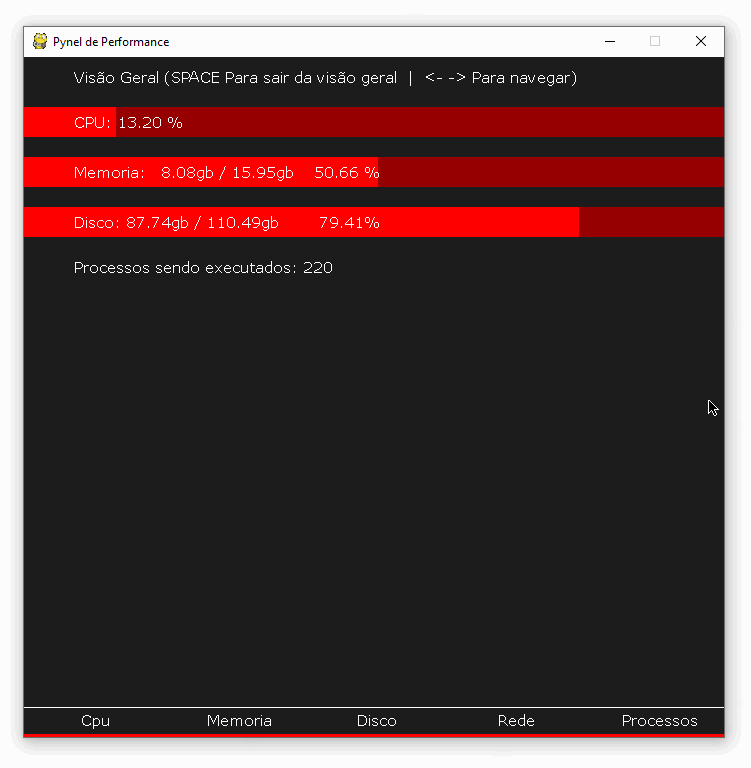 Pynel de Performance
Visão Geral (SPACE Para sair da visão geral | <- -> Para navegar)
CPU: 13.20 %
Memoria: 8.08gb / 15.95gb 50.66 %
Disco: 87.74gb / 110.49gb 79.41%
Processos sendo executados: 220
Cpu Memoria Disco Rede Processos